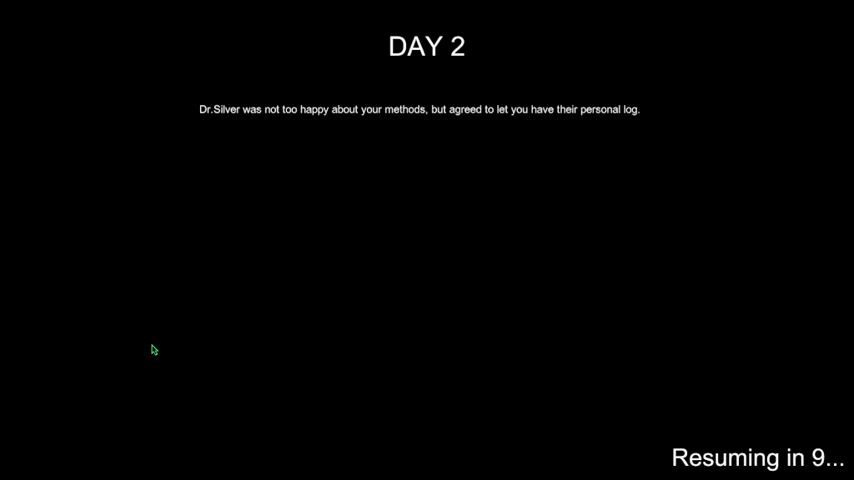 DAY 2
Dr.Silver was not too happy about your methods, but agreed to let you have their personal log.
Resuming in 9...